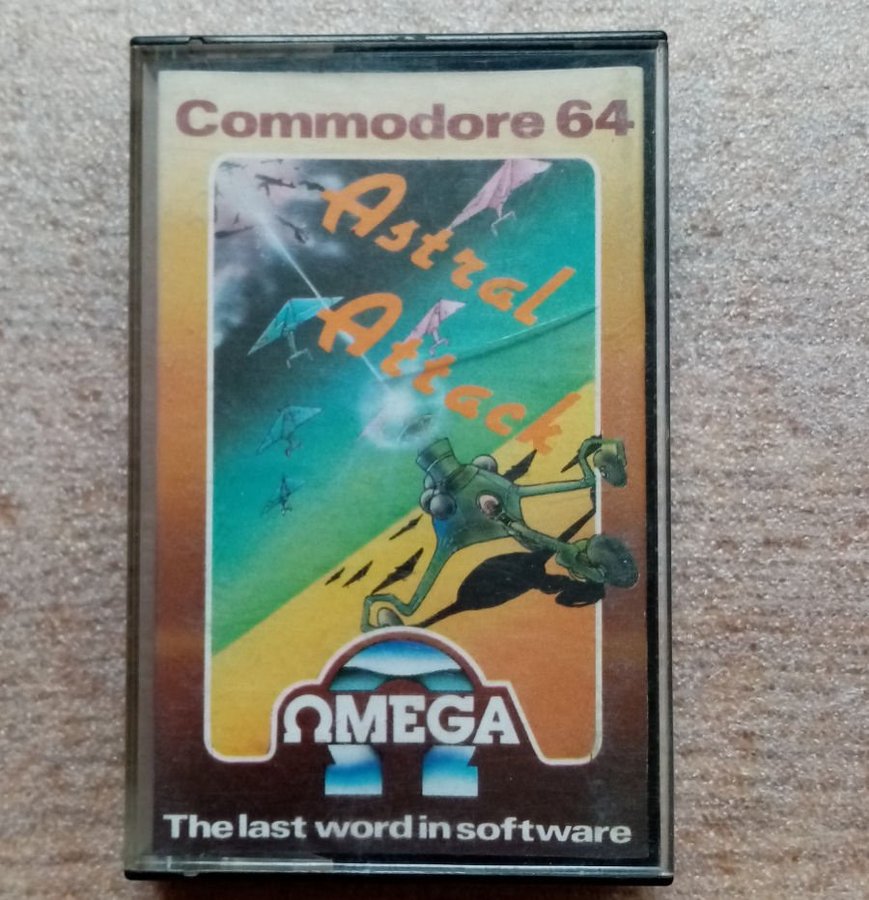 Commodore 64
Astral
Attack
ΩMEGA
The last word in software